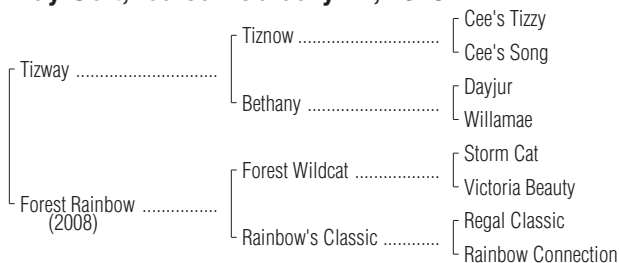 Tiznow
Cee's Tizzy
Cee's Song
Tizway
Bethany
Dayjur
Willamae
Forest Wildcat
Storm Cat
Victoria Beauty
Forest Rainbow
(2008)
Rainbow's Classic
Regal Classic
Rainbow Connection